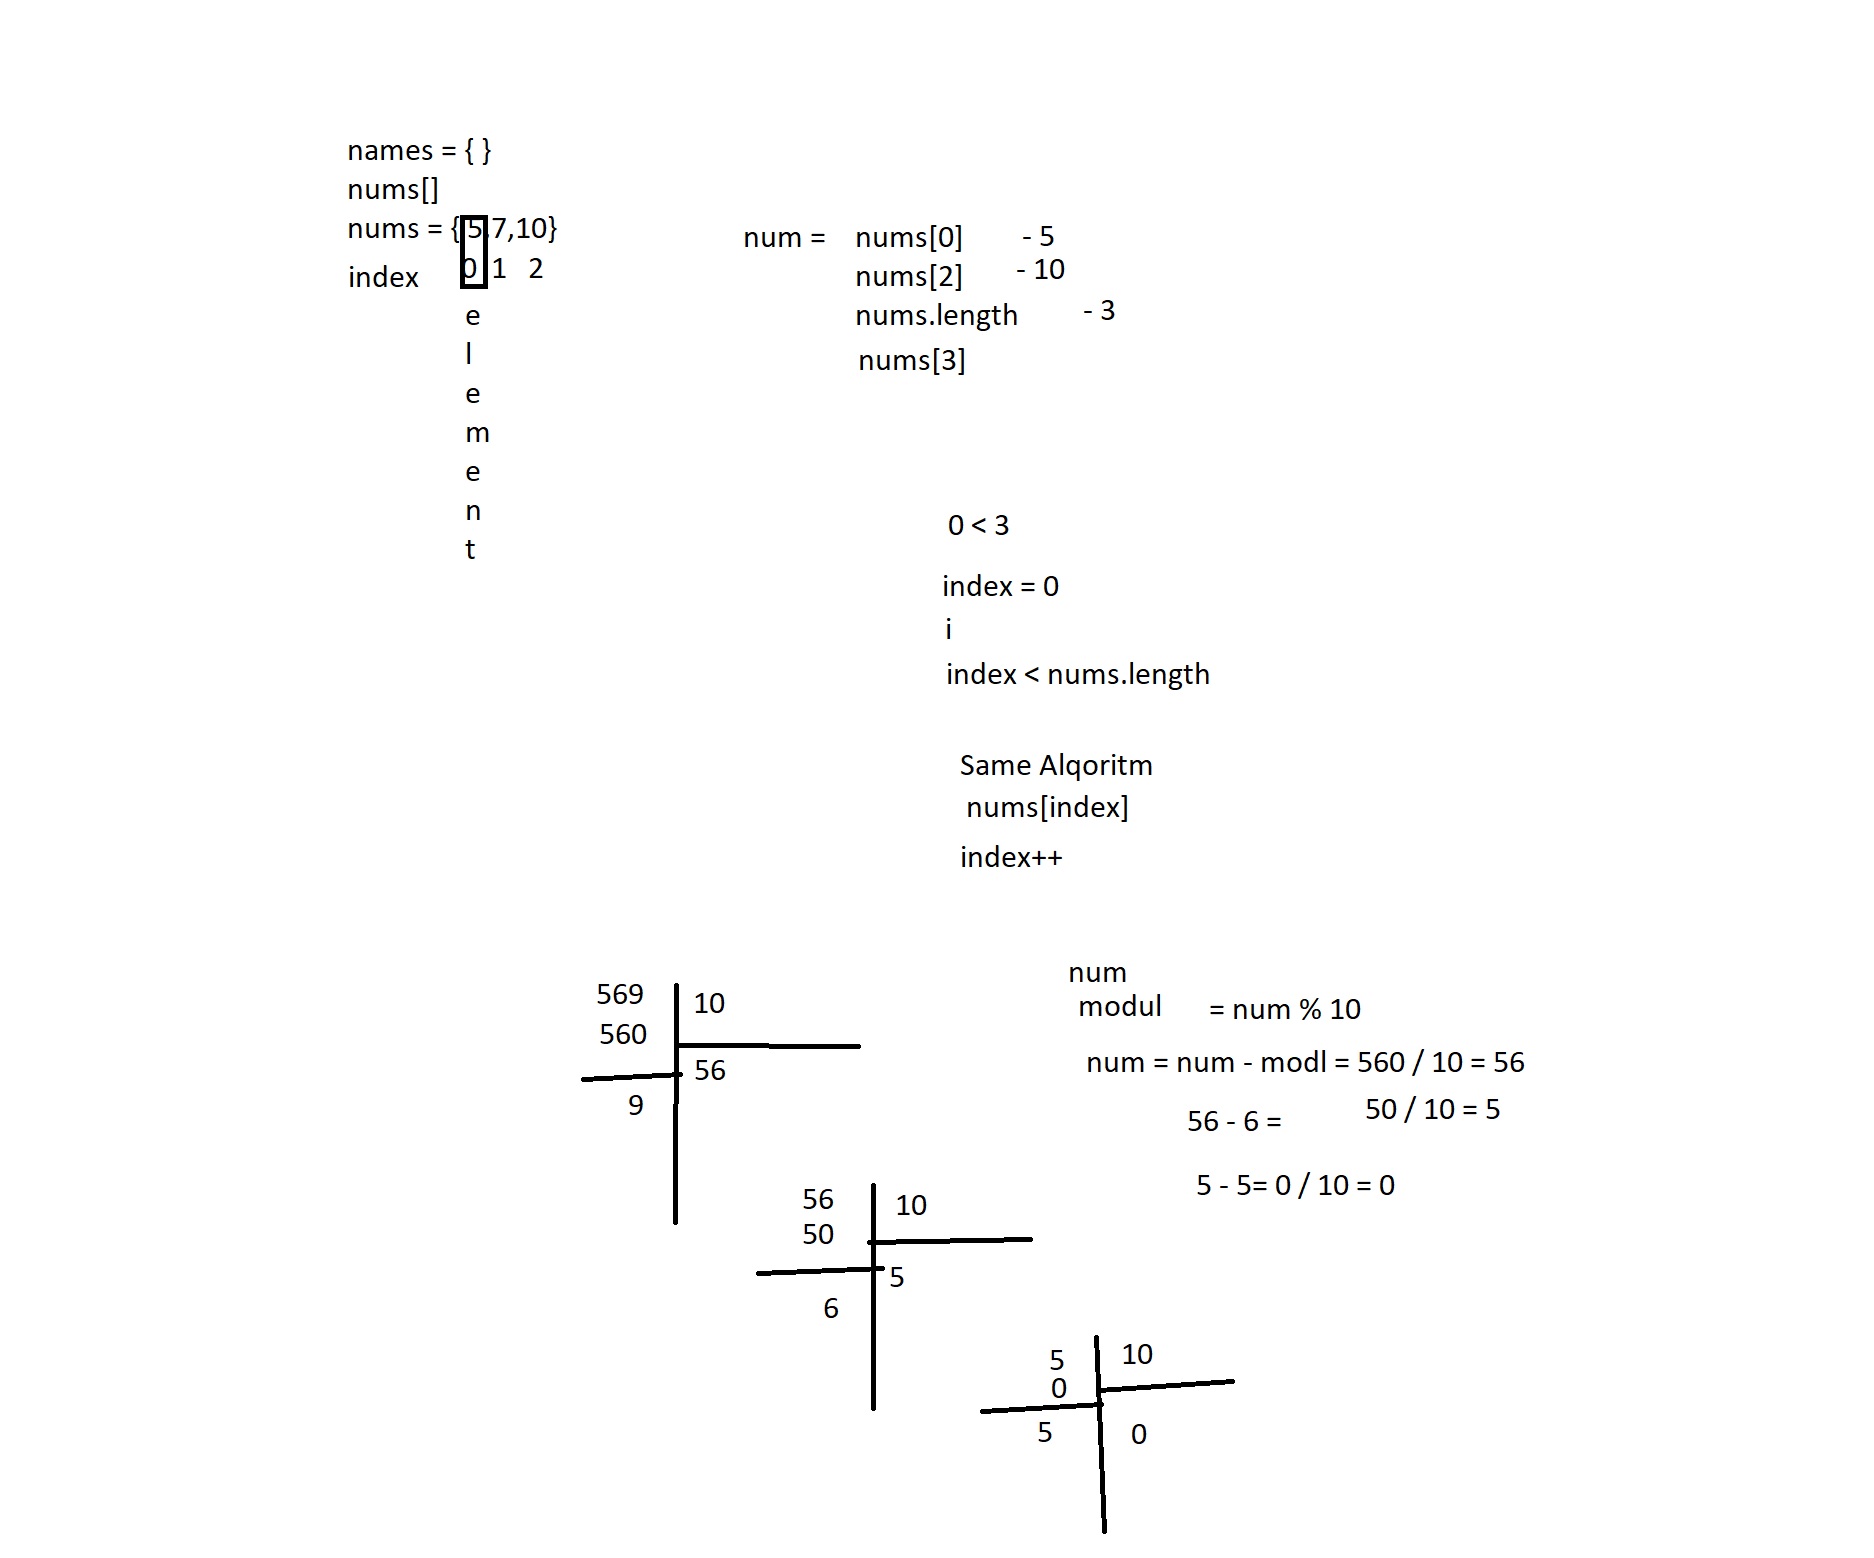 names = { }
nums[]
nums = { 5,7,10}
index 0 1 2
e
l
e
m
e
n
t
num = nums[0] - 5
nums[2] - 10
nums.length - 3
nums[3]
0 < 3
index = 0
i
index < nums.length
Same Alqoritm
nums[index]
index++
569 10
560
56
9
num
modul = num % 10
num = num - modl = 560 / 10 = 56
56 - 6 = 50 / 10 = 5
5 - 5= 0 / 10 = 0
56 10
50
5
6
5 10
0
5 0